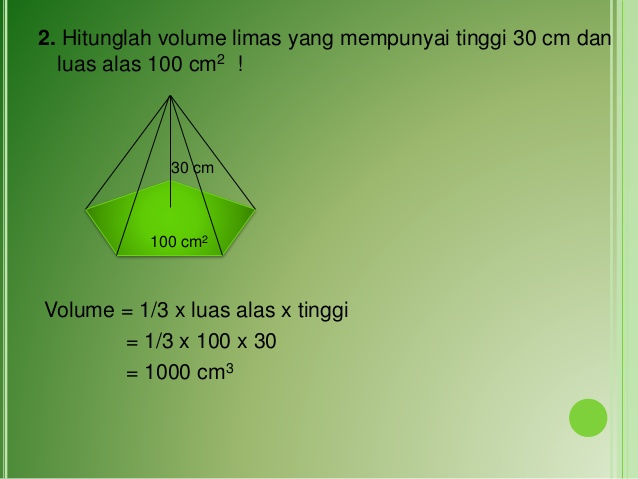 2. Hitunglah volume limas yang mempunyai tinggi 30 cm dan
luas alas 100 cm² !
30 cm
100 cm²
Volume = 1/3 x luas alas x tinggi
= 1/3 x 100 x 30
= 1000 cm³